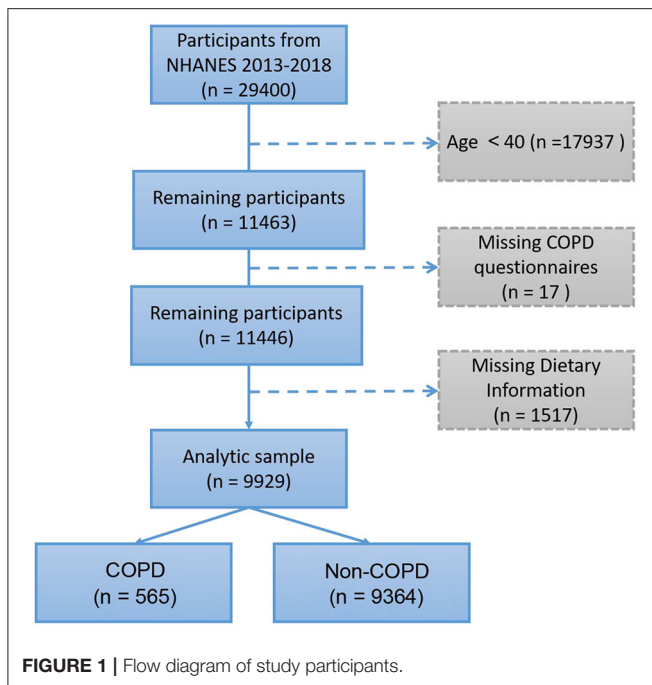 Participants from
NHANES 2013-2018
(n = 29400)
Age < 40 (n =17937 )
Remaining participants
(n = 11463)
Missing COPD
questionnaires
(n = 17 )
Remaining participants
(n = 11446)
Missing Dietary
Information
(n = 1517)
Analytic sample
(n = 9929)
COPD
(n = 565)
Non-COPD
(n = 9364)
FIGURE 1 | Flow diagram of study participants.